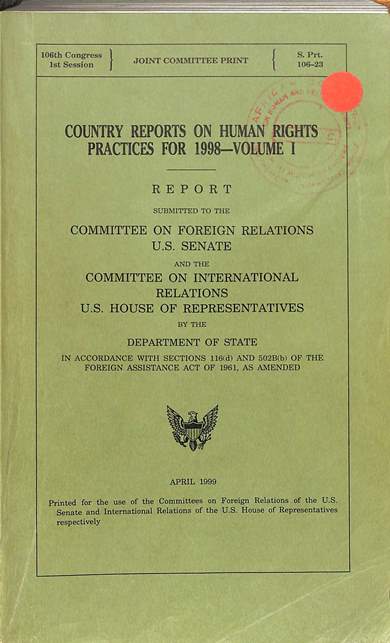 106th Congress
1st Session
JOINT COMMITTEE PRINT
S. Prt.
106–23
COUNTRY REPORTS ON HUMAN RIGHTS
PRACTICES FOR 1998—VOLUME I
REPORT
SUBMITTED TO THE
COMMITTEE ON FOREIGN RELATIONS
U.S. SENATE
AND THE
COMMITTEE ON INTERNATIONAL
RELATIONS
U.S. HOUSE OF REPRESENTATIVES
BY THE
DEPARTMENT OF STATE
IN ACCORDANCE WITH SECTIONS 116(d) AND 502B(b) OF THE
FOREIGN ASSISTANCE ACT OF 1961, AS AMENDED
APRIL 1999
Printed for the use of the Committees on Foreign Relations of the U.S.
Senate and International Relations of the U.S. House of Representatives
respectively